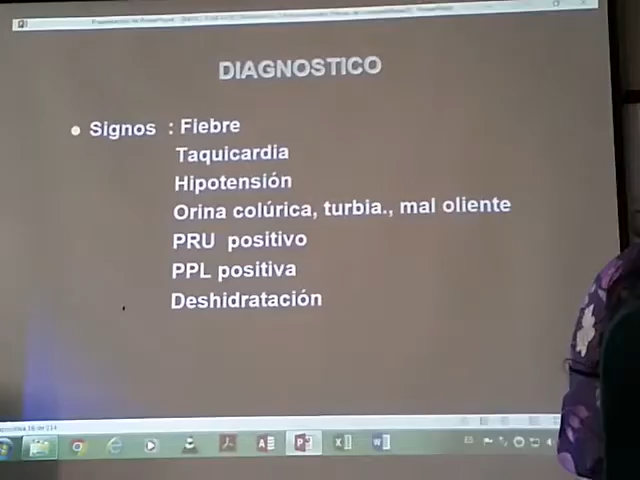 DIAGNOSTICO
Signos : Fiebre
Taquicardia
Hipotensión
Orina colúrica, turbia., mal oliente
PRU positivo
PPL positiva
Deshidratación